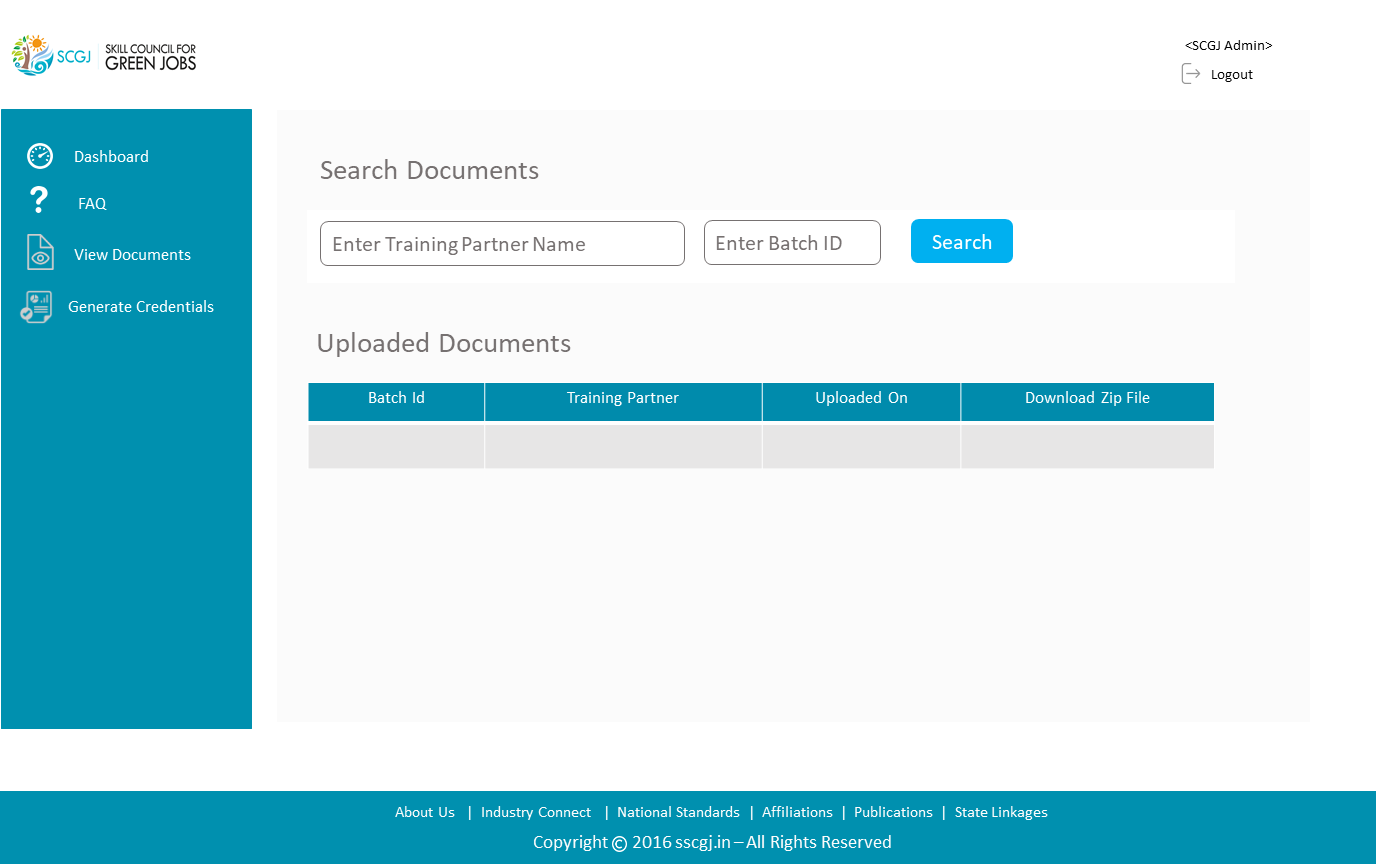 SCGJ
SKILL COUNCIL FOR
GREEN JOBS
<SCGJ Admin>
Logout
Dashboard
FAQ
View Documents
Generate Credentials
Search Documents
Enter Training Partner Name
Enter Batch ID
Search
Uploaded Documents
Batch Id
Training Partner
Uploaded On
Download Zip File
About Us | Industry Connect | National Standards | Affiliations | Publications | State Linkages
Copyright © 2016 sscgj.in – All Rights Reserved